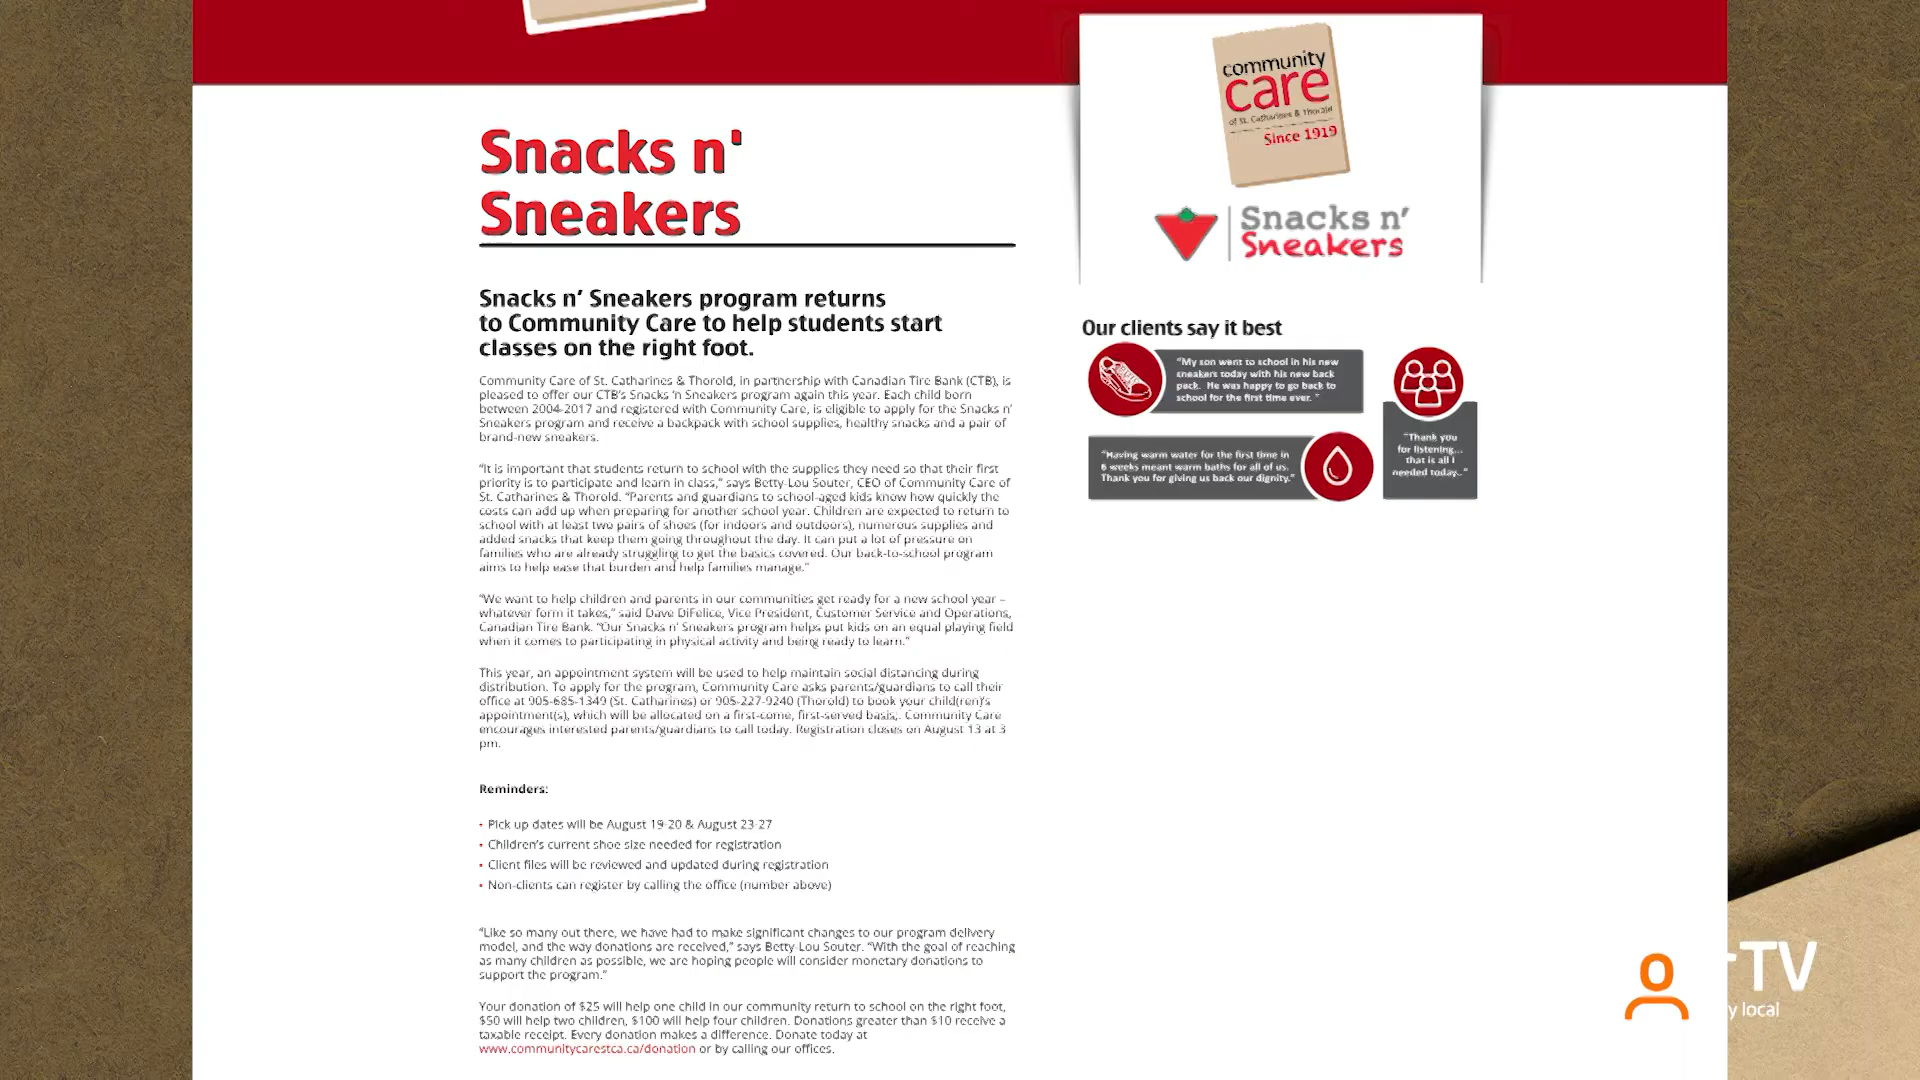 Snacks n'
Sneakers
Snacks n' Sneakers program returns
to Community Care to help students start
classes on the right foot.
Community Care of St. Catharines & Thorold, in partnership with Canadian Tire Bank (CTB), is
pleased to offer our CTB's Snacks 'n Sneakers program again this year. Each child born
between 2004-2017 and registered with Community Care, is eligible to apply for the Snacks n'
Sneakers program and receive a backpack with school supplies, healthy snacks and a pair of
brand-new sneakers.
"It is important that students return to school with the supplies they need so that their first
priority is to participate and learn in class," says Betty-Lou Souter, CEO of Community Care of
St. Catharines & Thorold. "Parents and guardians to school-aged kids know how quickly the
costs can add up when preparing for another school year. Children are expected to return to
school with at least two pairs of shoes (for indoors and outdoors), numerous supplies and
added snacks that keep them going throughout the day. It can put a lot of pressure on
families who are already struggling to get the basics covered. Our back-to-school program
aims to help ease that burden and help families manage."
"We want to help children and parents in our communities get ready for a new school year –
whatever form it takes," said Dave DiFelice, Vice President, Customer Service and Operations,
Canadian Tire Bank. "Our Snacks n' Sneakers program helps put kids on an equal playing field
when it comes to participating in physical activity and being ready to learn."
This year, an appointment system will be used to help maintain social distancing during
distribution. To apply for the program, Community Care asks parents/guardians to call their
office at 905-685-1349 (St. Catharines) or 905-227-9240 (Thorold) to book your child(ren)'s
appointment(s), which will be allocated on a first-come, first-served basis;. Community Care
encourages interested parents/guardians to call today. Registration closes on August 13 at 3
pm.
Reminders:
• Pick up dates will be August 19-20 & August 23-27
• Children's current shoe size needed for registration
• Client files will be reviewed and updated during registration
• Non-clients can register by calling the office (number above)
"Like so many out there, we have had to make significant changes to our program delivery
model, and the way donations are received," says Betty-Lou Souter. "With the goal of reaching
as many children as possible, we are hoping people will consider monetary donations to
support the program."
Your donation of $25 will help one child in our community return to school on the right foot,
$50 will help two children, $100 will help four children. Donations greater than $10 receive a
taxable receipt. Every donation makes a difference. Donate today at
www.communitycarestca.ca/donation or by calling our offices.
community
care
of St. Catharines & Thorold
Since 1919
Snacks n'
Sneakers
Our clients say it best
"My son went to school in his new
sneakers today with his new back
pack. He was happy to go back to
school for the first time ever. "
"Having warm water for the first time in
6 weeks meant warm baths for all of us.
Thank you for giving us back our dignity."
"Thank you
for listening...
that is all I
needed today.."
rTV
y local